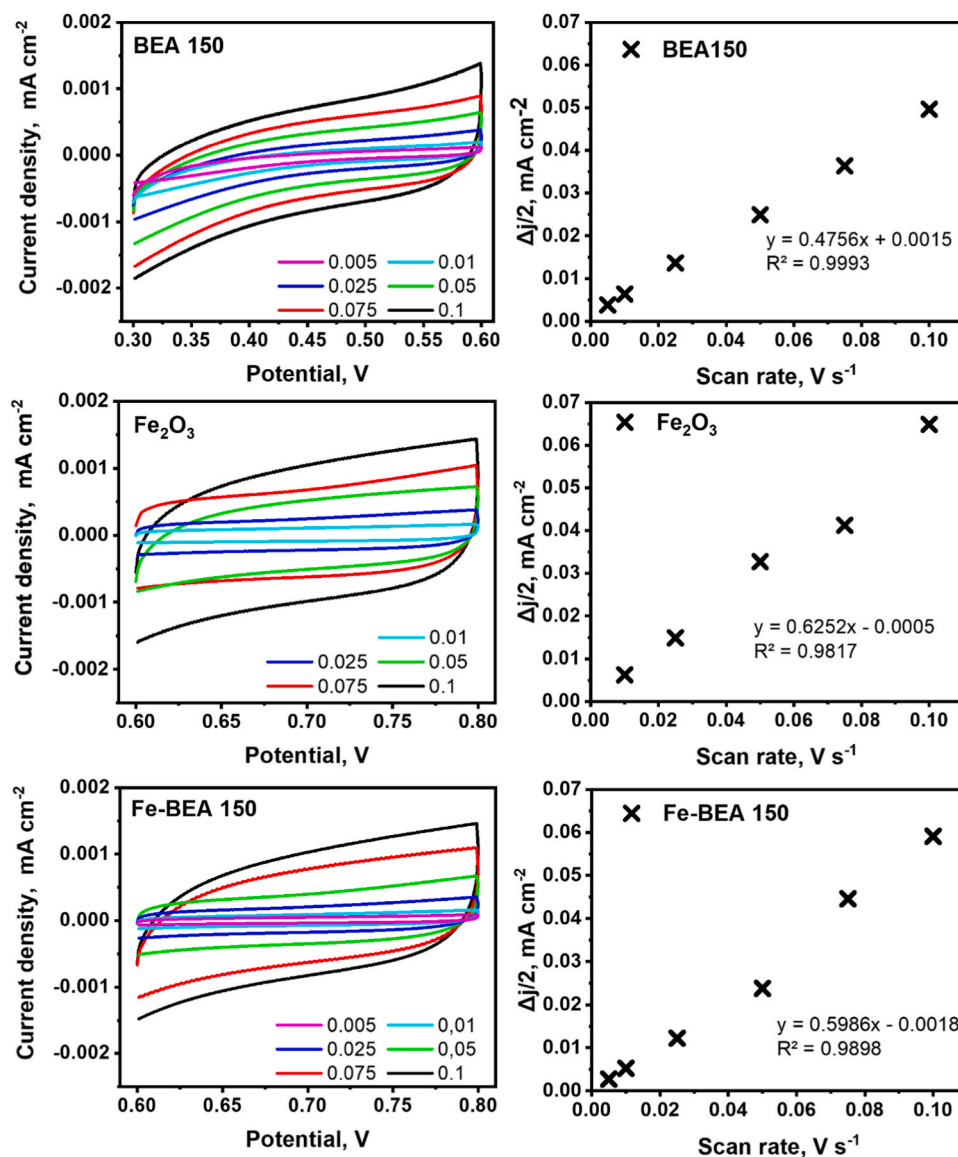 BEA 150
Current density, mA cm⁻²
0.002
0.001
0.000
-0.001
-0.002
0.005 0.01
0.025 0.05
0.075 0.1
0.30 0.35 0.40 0.45 0.50 0.55 0.60
Potential, V
BEA150
Δj/2, mA cm⁻²
0.07
0.06
0.05
0.04
0.03
0.02
0.01
0.00
y = 0.4756x + 0.0015
R² = 0.9993
0.00 0.02 0.04 0.06 0.08 0.10
Scan rate, V s⁻¹
Fe₂O₃
Current density, mA cm⁻²
0.002
0.001
0.000
-0.001
-0.002
0.01
0.025 0.05
0.075 0.1
0.60 0.65 0.70 0.75 0.80
Potential, V
Fe₂O₃
Δj/2, mA cm⁻²
0.07
0.06
0.05
0.04
0.03
0.02
0.01
0.00
y = 0.6252x - 0.0005
R² = 0.9817
0.00 0.02 0.04 0.06 0.08 0.10
Scan rate, V s⁻¹
Fe-BEA 150
Current density, mA cm⁻²
0.002
0.001
0.000
-0.001
-0.002
0.005 0,01
0.025 0,05
0.075 0.1
0.60 0.65 0.70 0.75 0.80
Potential, V
Fe-BEA 150
Δj/2, mA cm⁻²
0.07
0.06
0.05
0.04
0.03
0.02
0.01
0.00
y = 0.5986x - 0.0018
R² = 0.9898
0.00 0.02 0.04 0.06 0.08 0.10
Scan rate, V s⁻¹